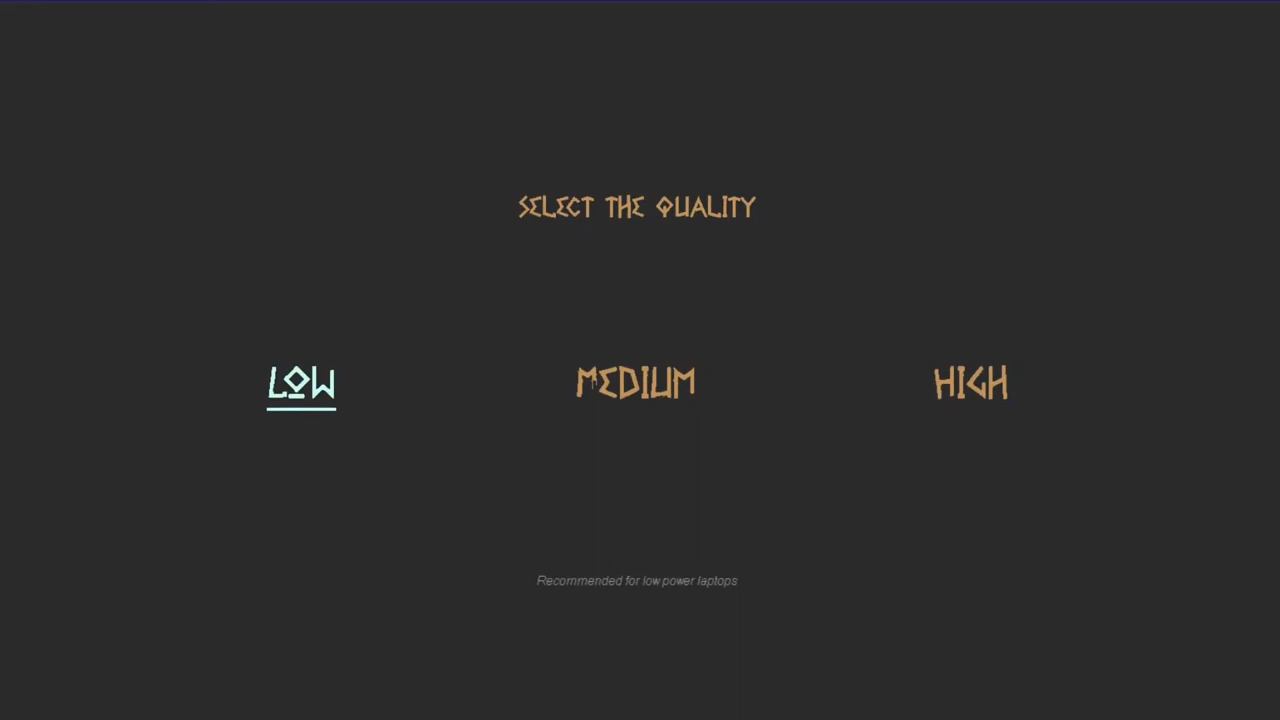 SELECT THE QUALITY
LOW MEDIUM HIGH
Recommended for low power laptops